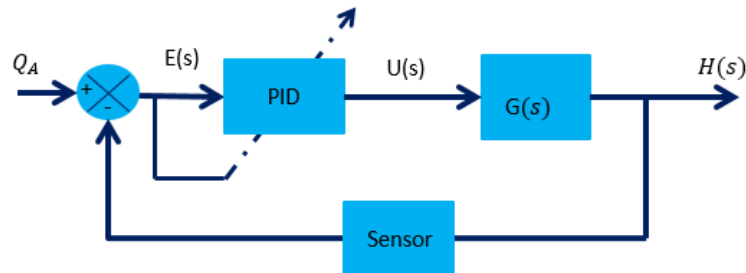 Q_A
+
-
E(s)
PID
U(s)
G(s)
H(s)
Sensor